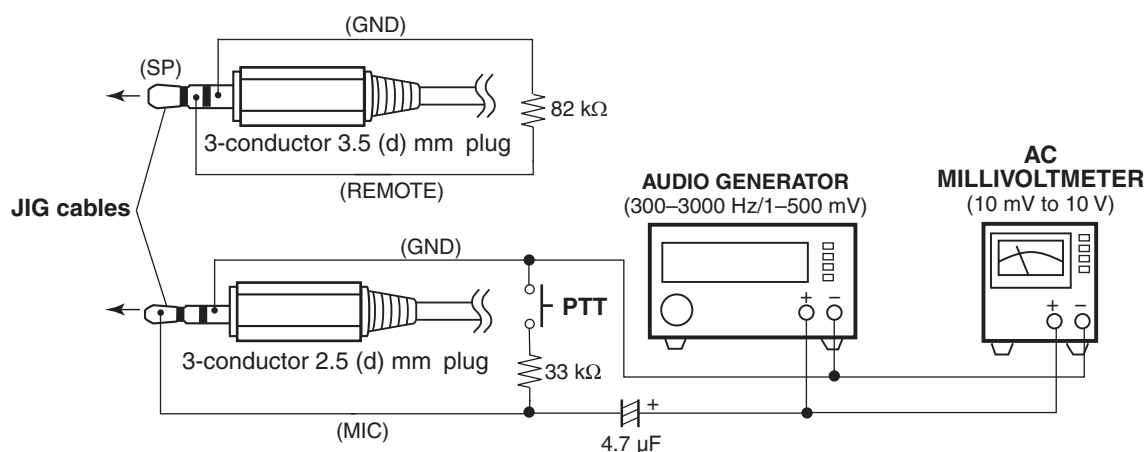 (GND)
(SP)
82 kΩ
3-conductor 3.5 (d) mm plug
(REMOTE)
JIG cables
AUDIO GENERATOR
(300–3000 Hz/1–500 mV)
AC
MILLIVOLTMETER
(10 mV to 10 V)
(GND)
PTT
+ −
+ −
3-conductor 2.5 (d) mm plug
33 kΩ
(MIC)
+
4.7 µF